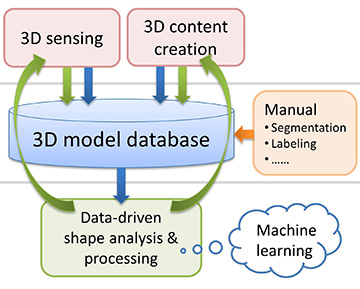 3D sensing
3D content
creation
3D model database
Manual
• Segmentation
• Labeling
• ......
Data-driven
shape analysis &
processing
Machine
learning